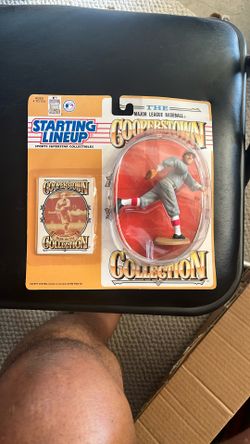 STARTING
LINEUP
SPORTS SUPERSTAR COLLECTIBLES
THE
MAJOR LEAGUE BASEBALL
COOPERSTOWN
COLLECTION
COOPERSTOWN
COLLECTION